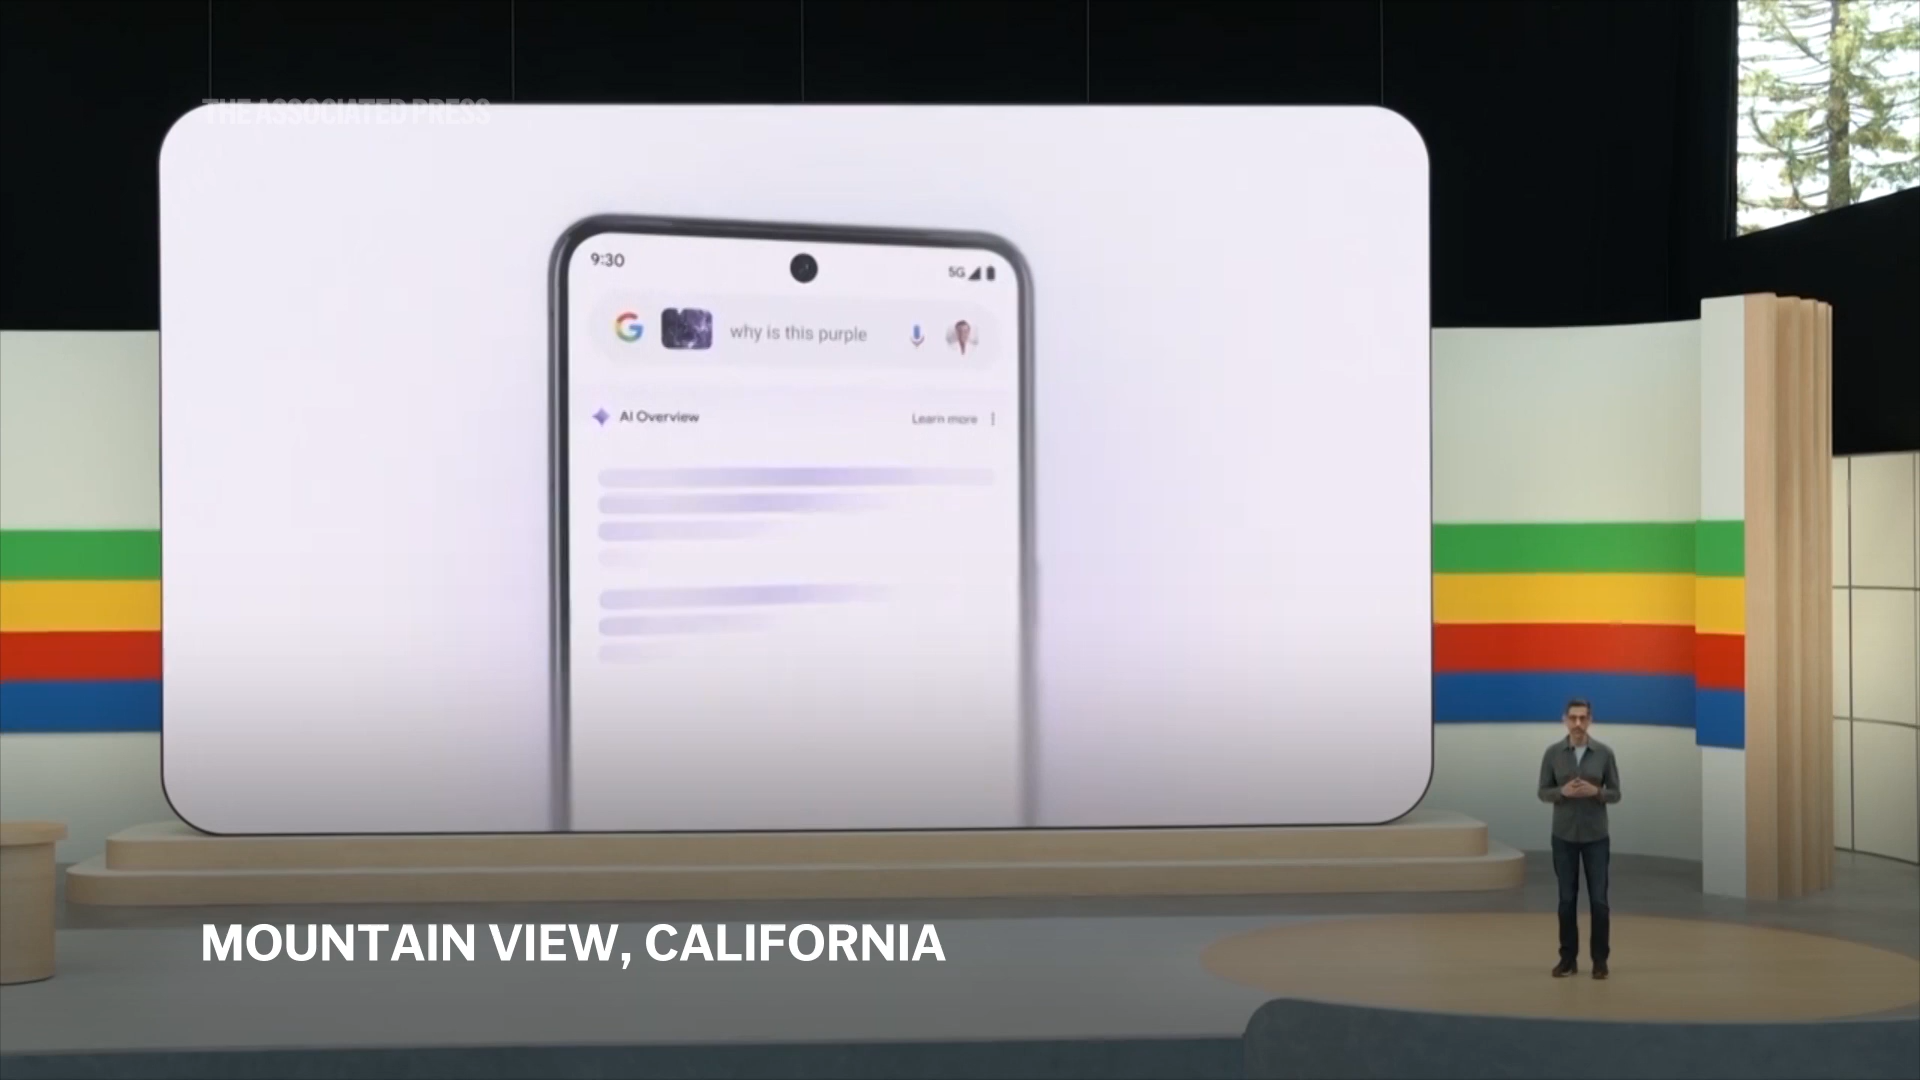 THE ASSOCIATED PRESS
9:30
5G
G
why is this purple
AI Overview
Learn more
MOUNTAIN VIEW, CALIFORNIA